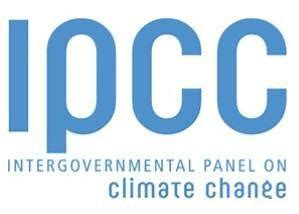 IPCC
INTERGOVERNMENTAL PANEL ON
climate change